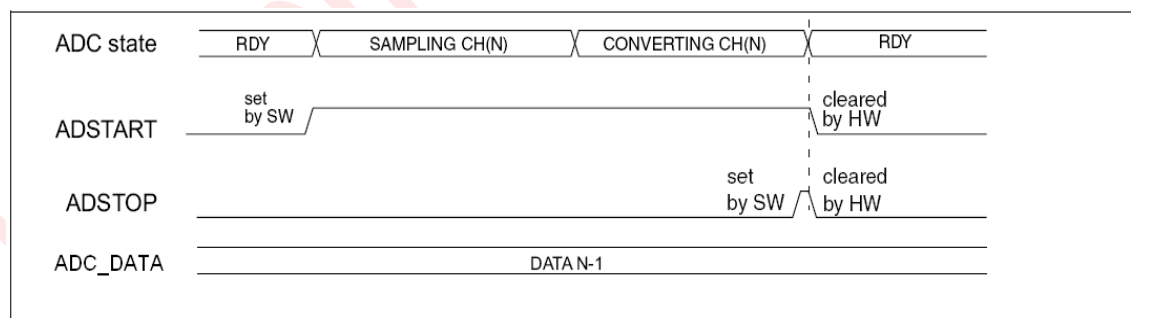 ADC state RDY SAMPLING CH(N) CONVERTING CH(N) RDY
ADSTART set by SW cleared by HW
ADSTOP set by SW cleared by HW
ADC_DATA DATA N-1